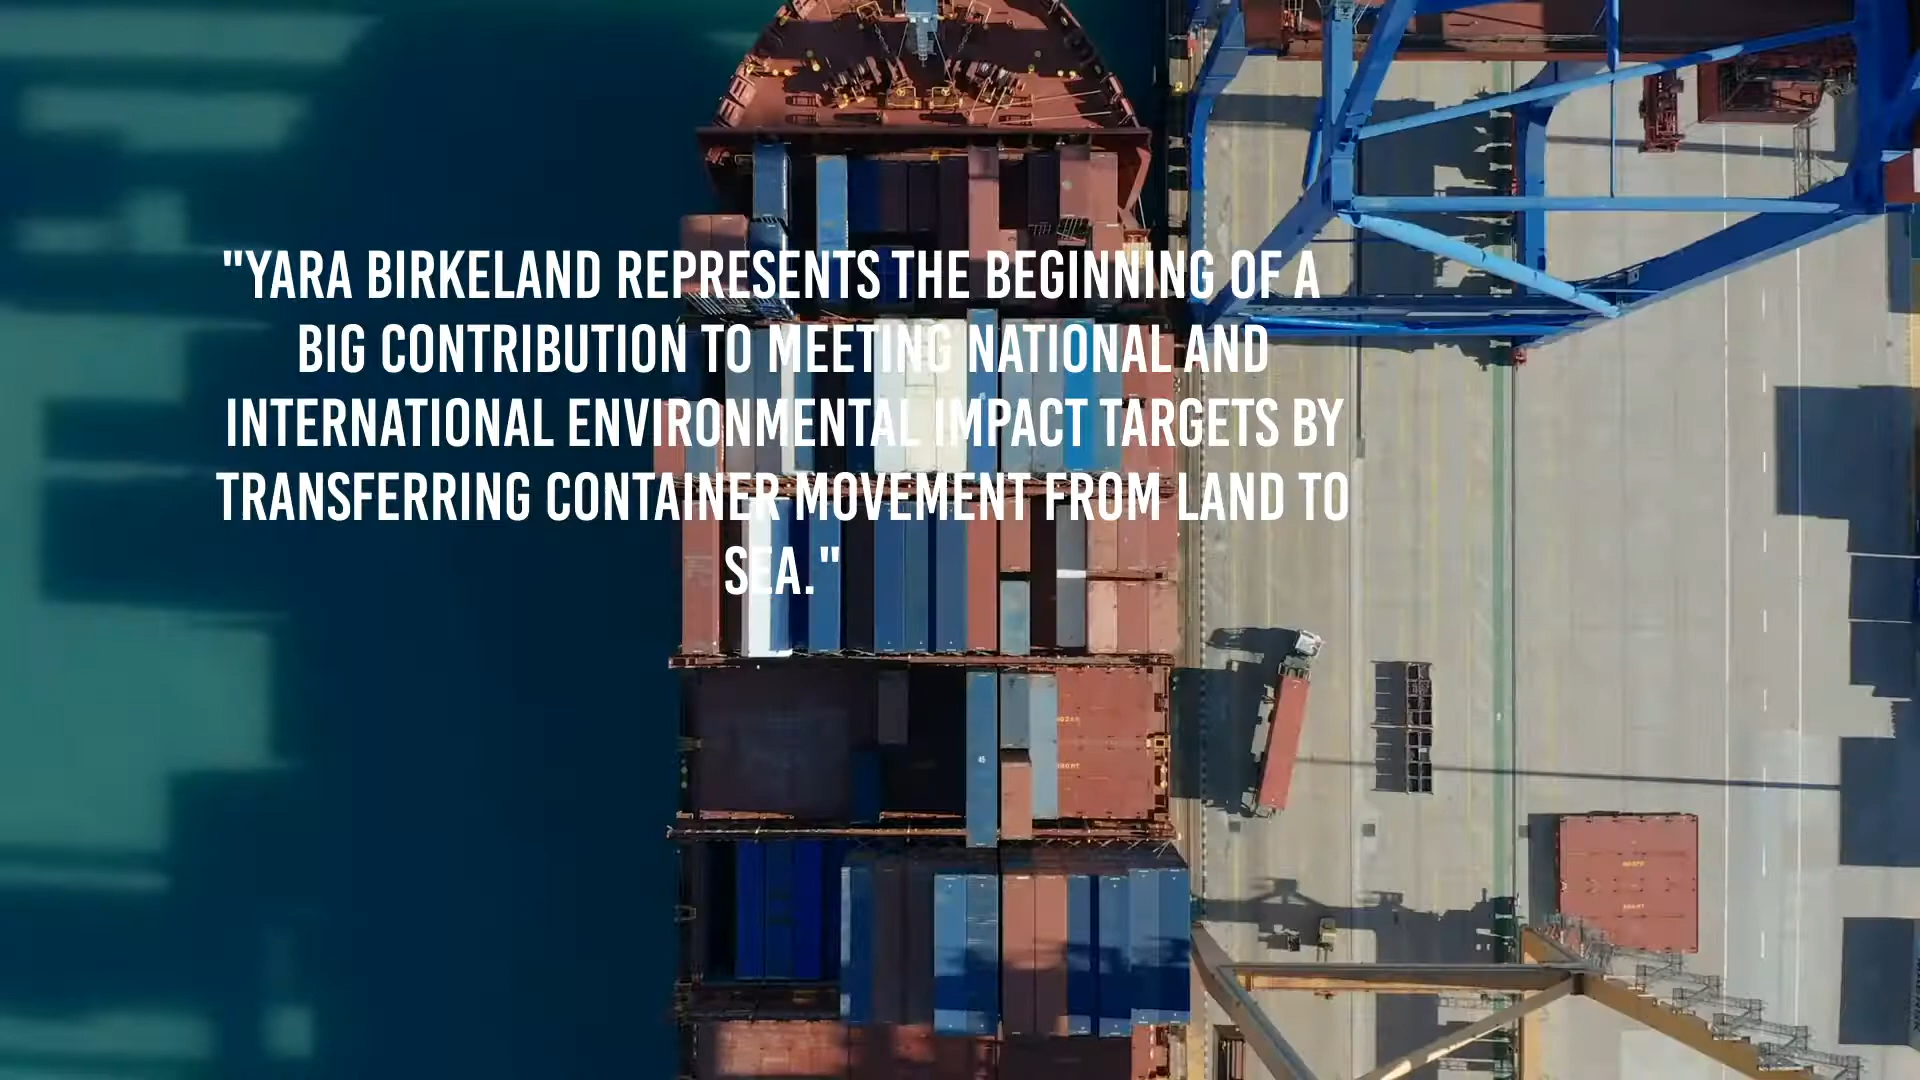 "YARA BIRKELAND REPRESENTS THE BEGINNING OF A
BIG CONTRIBUTION TO MEETING NATIONAL AND
INTERNATIONAL ENVIRONMENTAL IMPACT TARGETS BY
TRANSFERRING CONTAINER MOVEMENT FROM LAND TO
SEA."
45